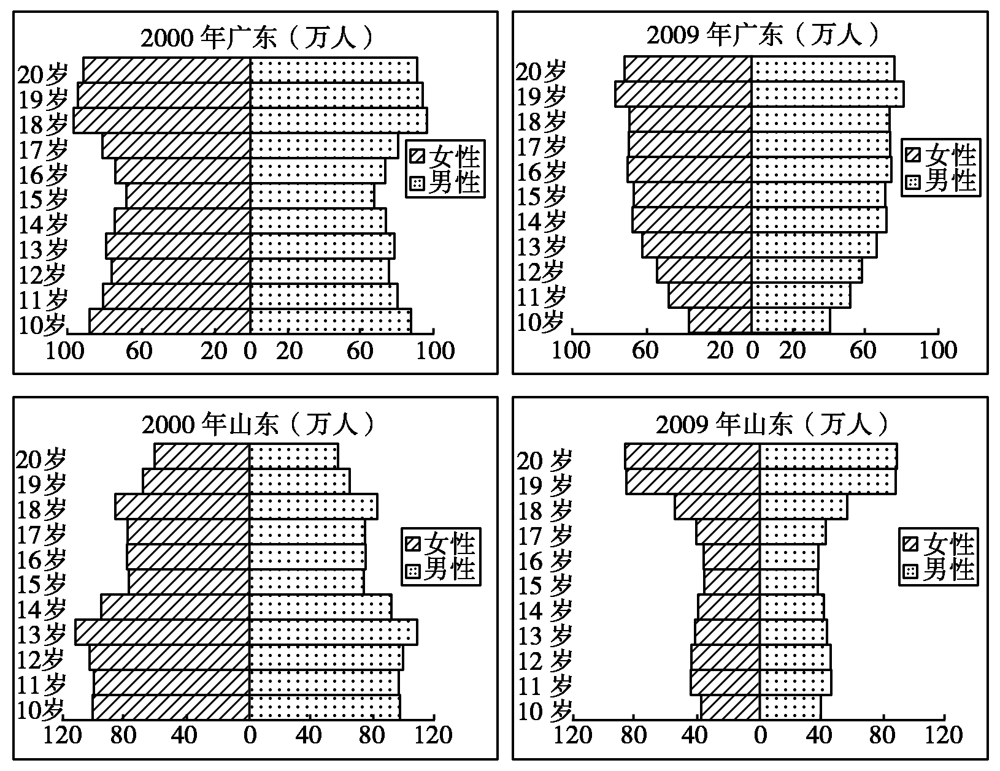 2000 年广东（万人）
20岁
19岁
18岁
17岁
16岁
15岁
14岁
13岁
12岁
11岁
10岁
100 60 20 0 20 60 100
女性
男性
2009 年广东（万人）
20岁
19岁
18岁
17岁
16岁
15岁
14岁
13岁
12岁
11岁
10岁
100 60 20 0 20 60 100
女性
男性
2000 年山东（万人）
20岁
19岁
18岁
17岁
16岁
15岁
14岁
13岁
12岁
11岁
10岁
120 80 40 0 40 80 120
女性
男性
2009 年山东（万人）
20 岁
19 岁
18 岁
17 岁
16 岁
15 岁
14 岁
13 岁
12 岁
11 岁
10 岁
120 80 40 0 40 80 120
女性
男性